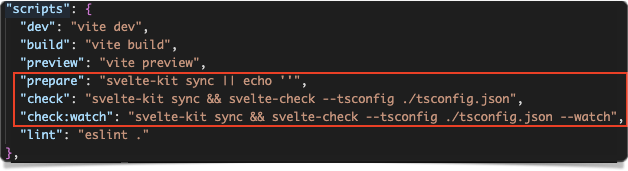 "scripts": {
"dev": "vite dev",
"build": "vite build",
"preview": "vite preview",
"prepare": "svelte-kit sync || echo ''",
"check": "svelte-kit sync && svelte-check --tsconfig ./tsconfig.json",
"check:watch": "svelte-kit sync && svelte-check --tsconfig ./tsconfig.json --watch",
"lint": "eslint ."
},